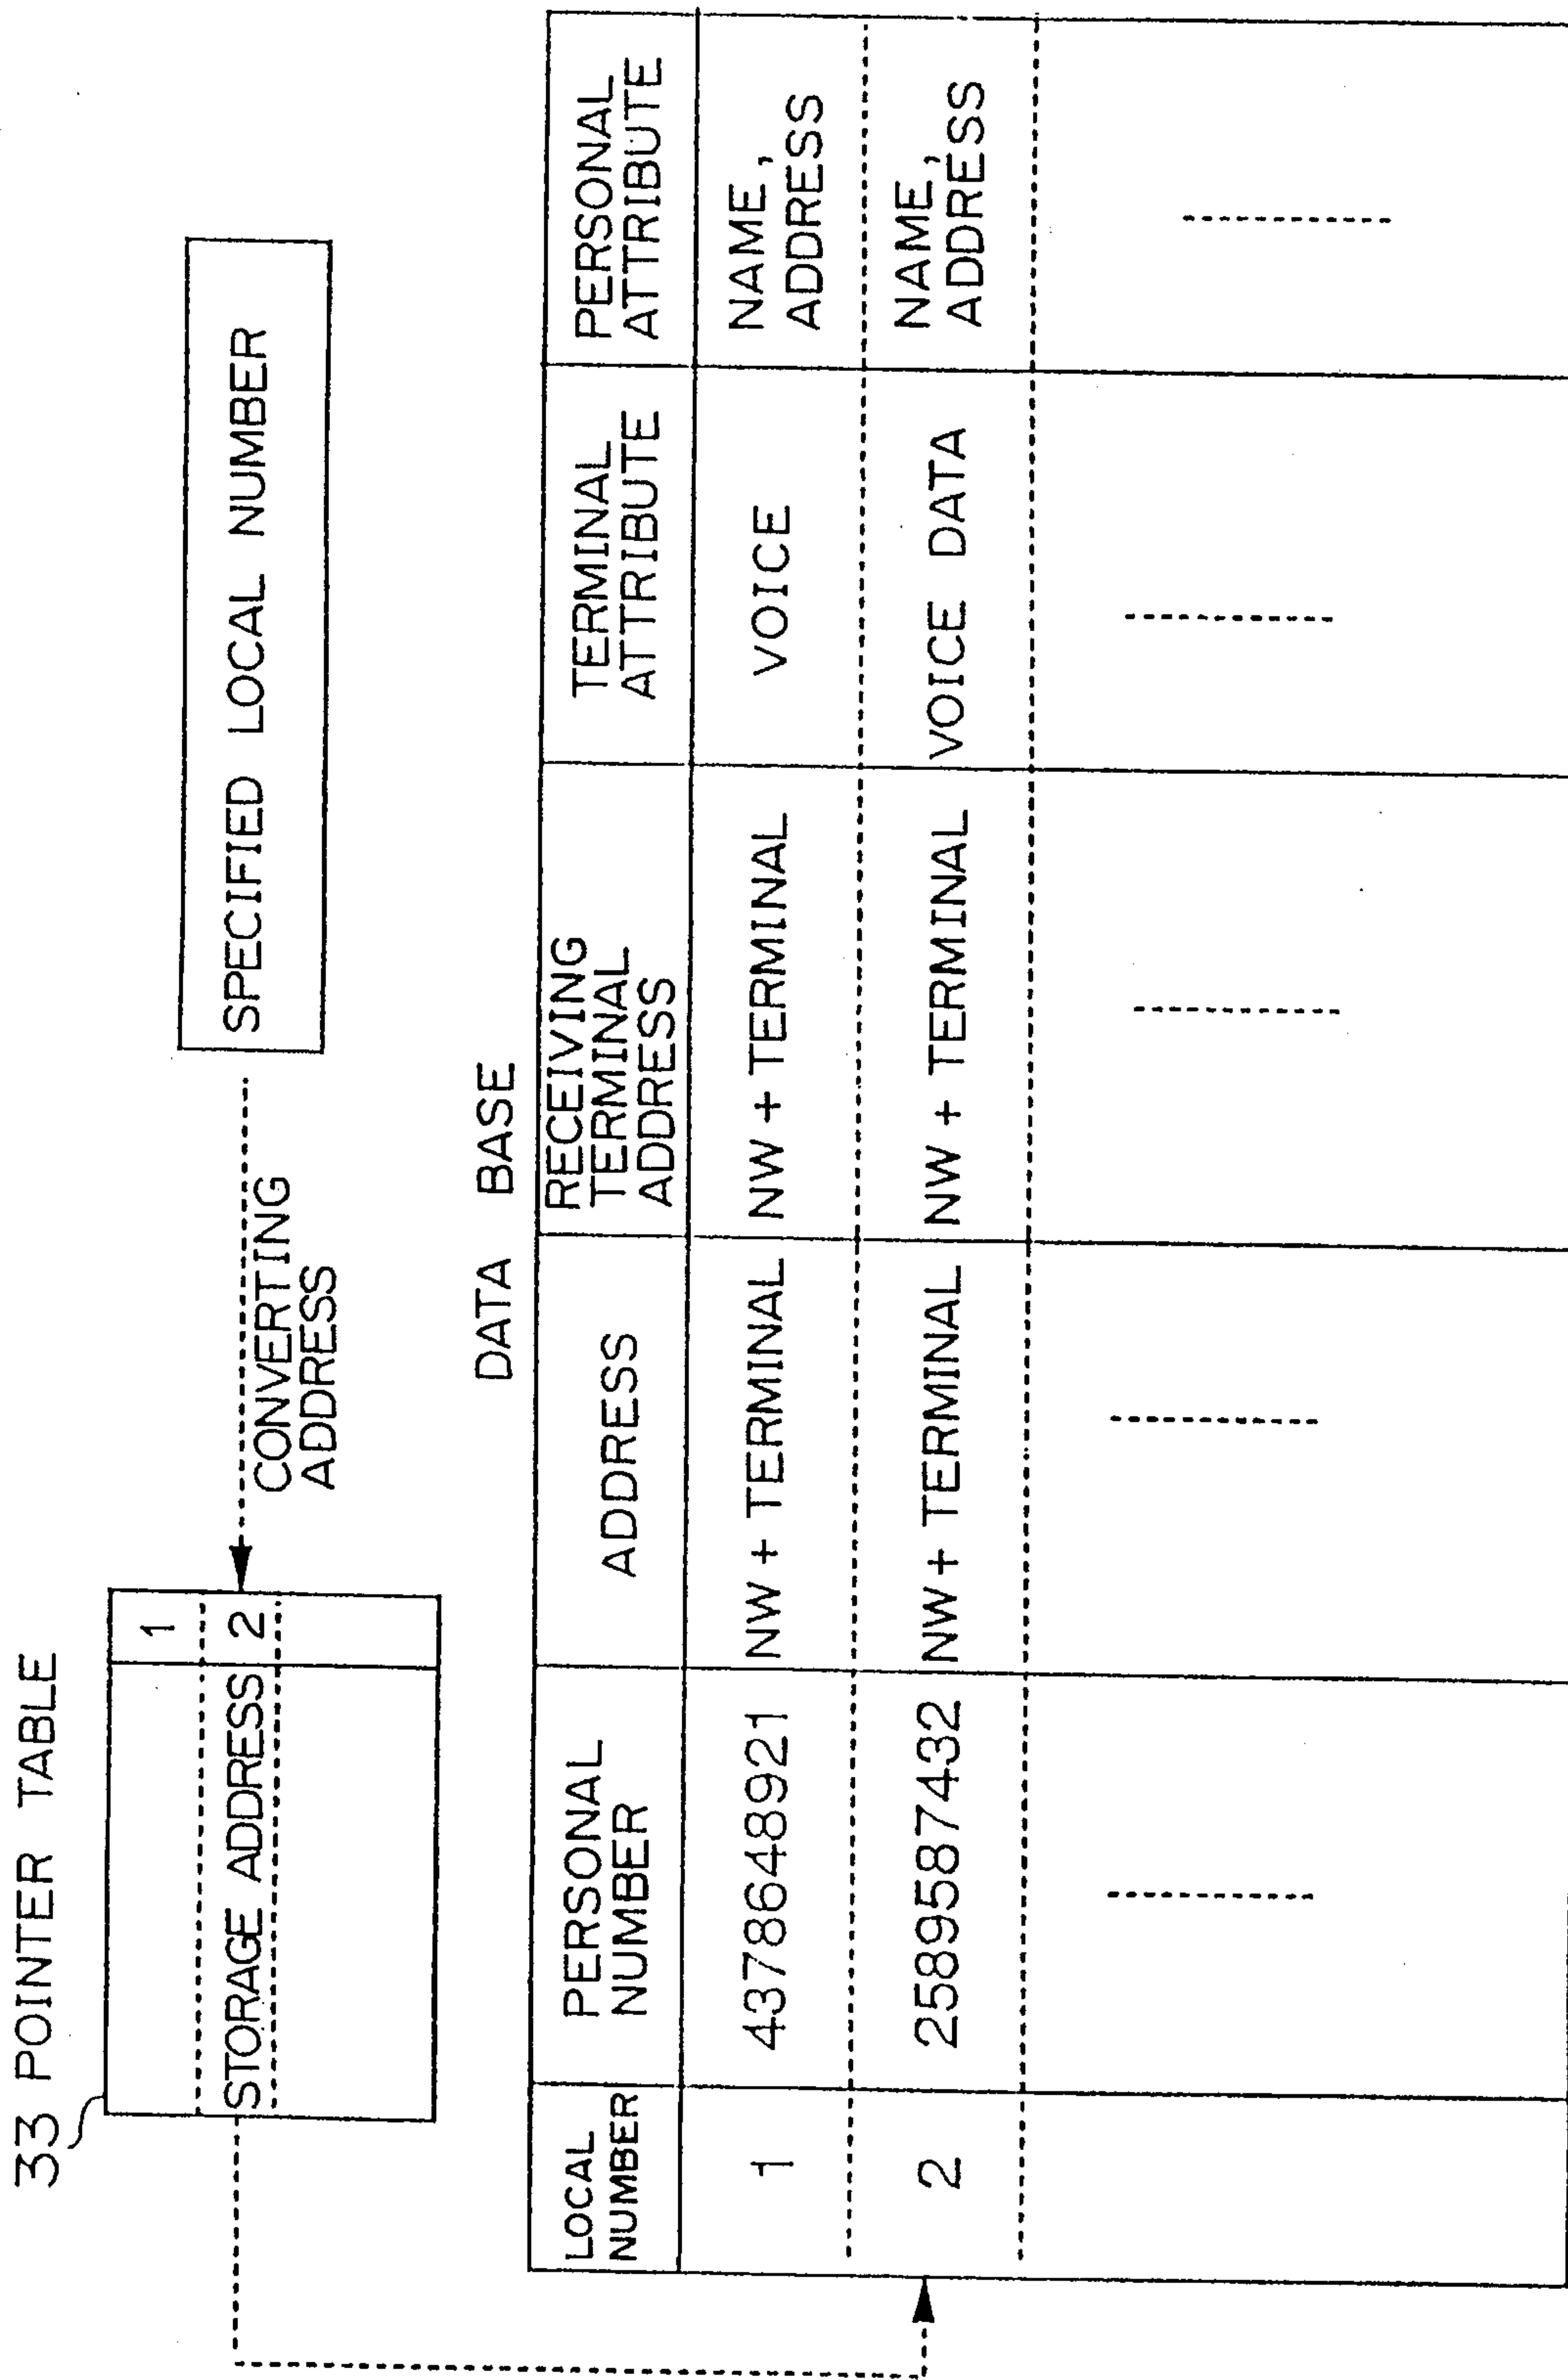 33 POINTER TABLE
1
STORAGE ADDRESS 2
CONVERTING
ADDRESS
SPECIFIED LOCAL NUMBER
DATA BASE
LOCAL
NUMBER
PERSONAL
NUMBER
ADDRESS
RECEIVING
TERMINAL
ADDRESS
TERMINAL
ATTRIBUTE
PERSONAL
ATTRIBUTE
1
4378648921
NW + TERMINAL
NW + TERMINAL
VOICE
NAME,
ADDRESS
2
2589587432
NW + TERMINAL
NW + TERMINAL
VOICE DATA
NAME,
ADDRESS